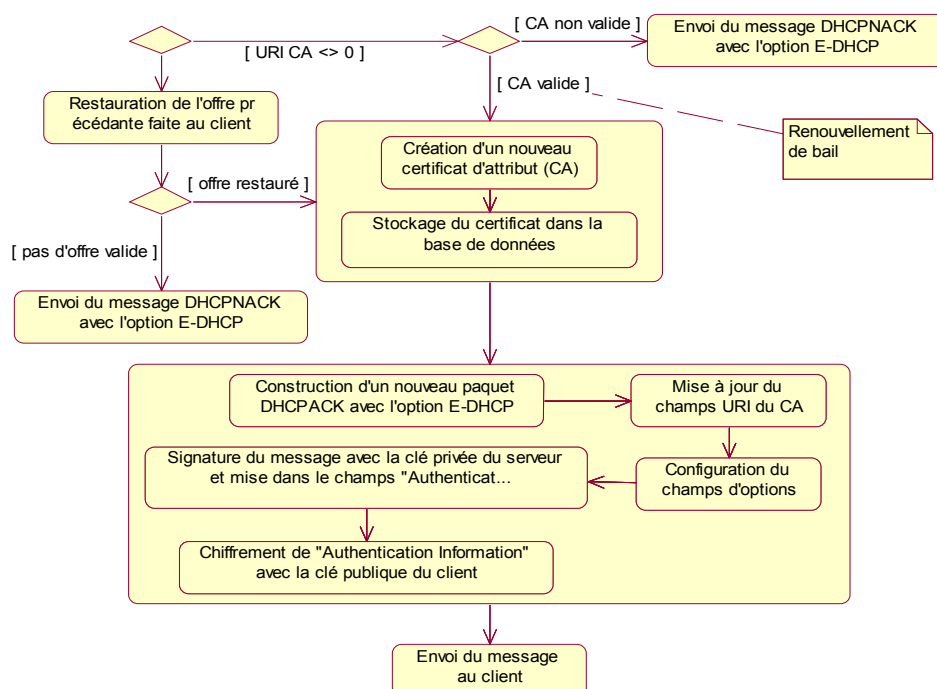 [ URI CA <> 0 ]
[ CA non valide ]
Envoi du message DHCPNACK
avec l'option E-DHCP
Restauration de l'offre pr
écédante faite au client
[ CA valide ]
Renouvellement
de bail
Création d'un nouveau
certificat d'attribut (CA)
[ offre restauré ]
Stockage du certificat dans la
base de données
[ pas d'offre valide ]
Envoi du message DHCPNACK
avec l'option E-DHCP
Construction d'un nouveau paquet
DHCPACK avec l'option E-DHCP
Mise à jour du
champs URI du CA
Signature du message avec la clé privée du serveur
et mise dans le champs "Authenticat...
Configuration du
champs d'options
Chiffrement de "Authentication Information"
avec la clé publique du client
Envoi du message
au client